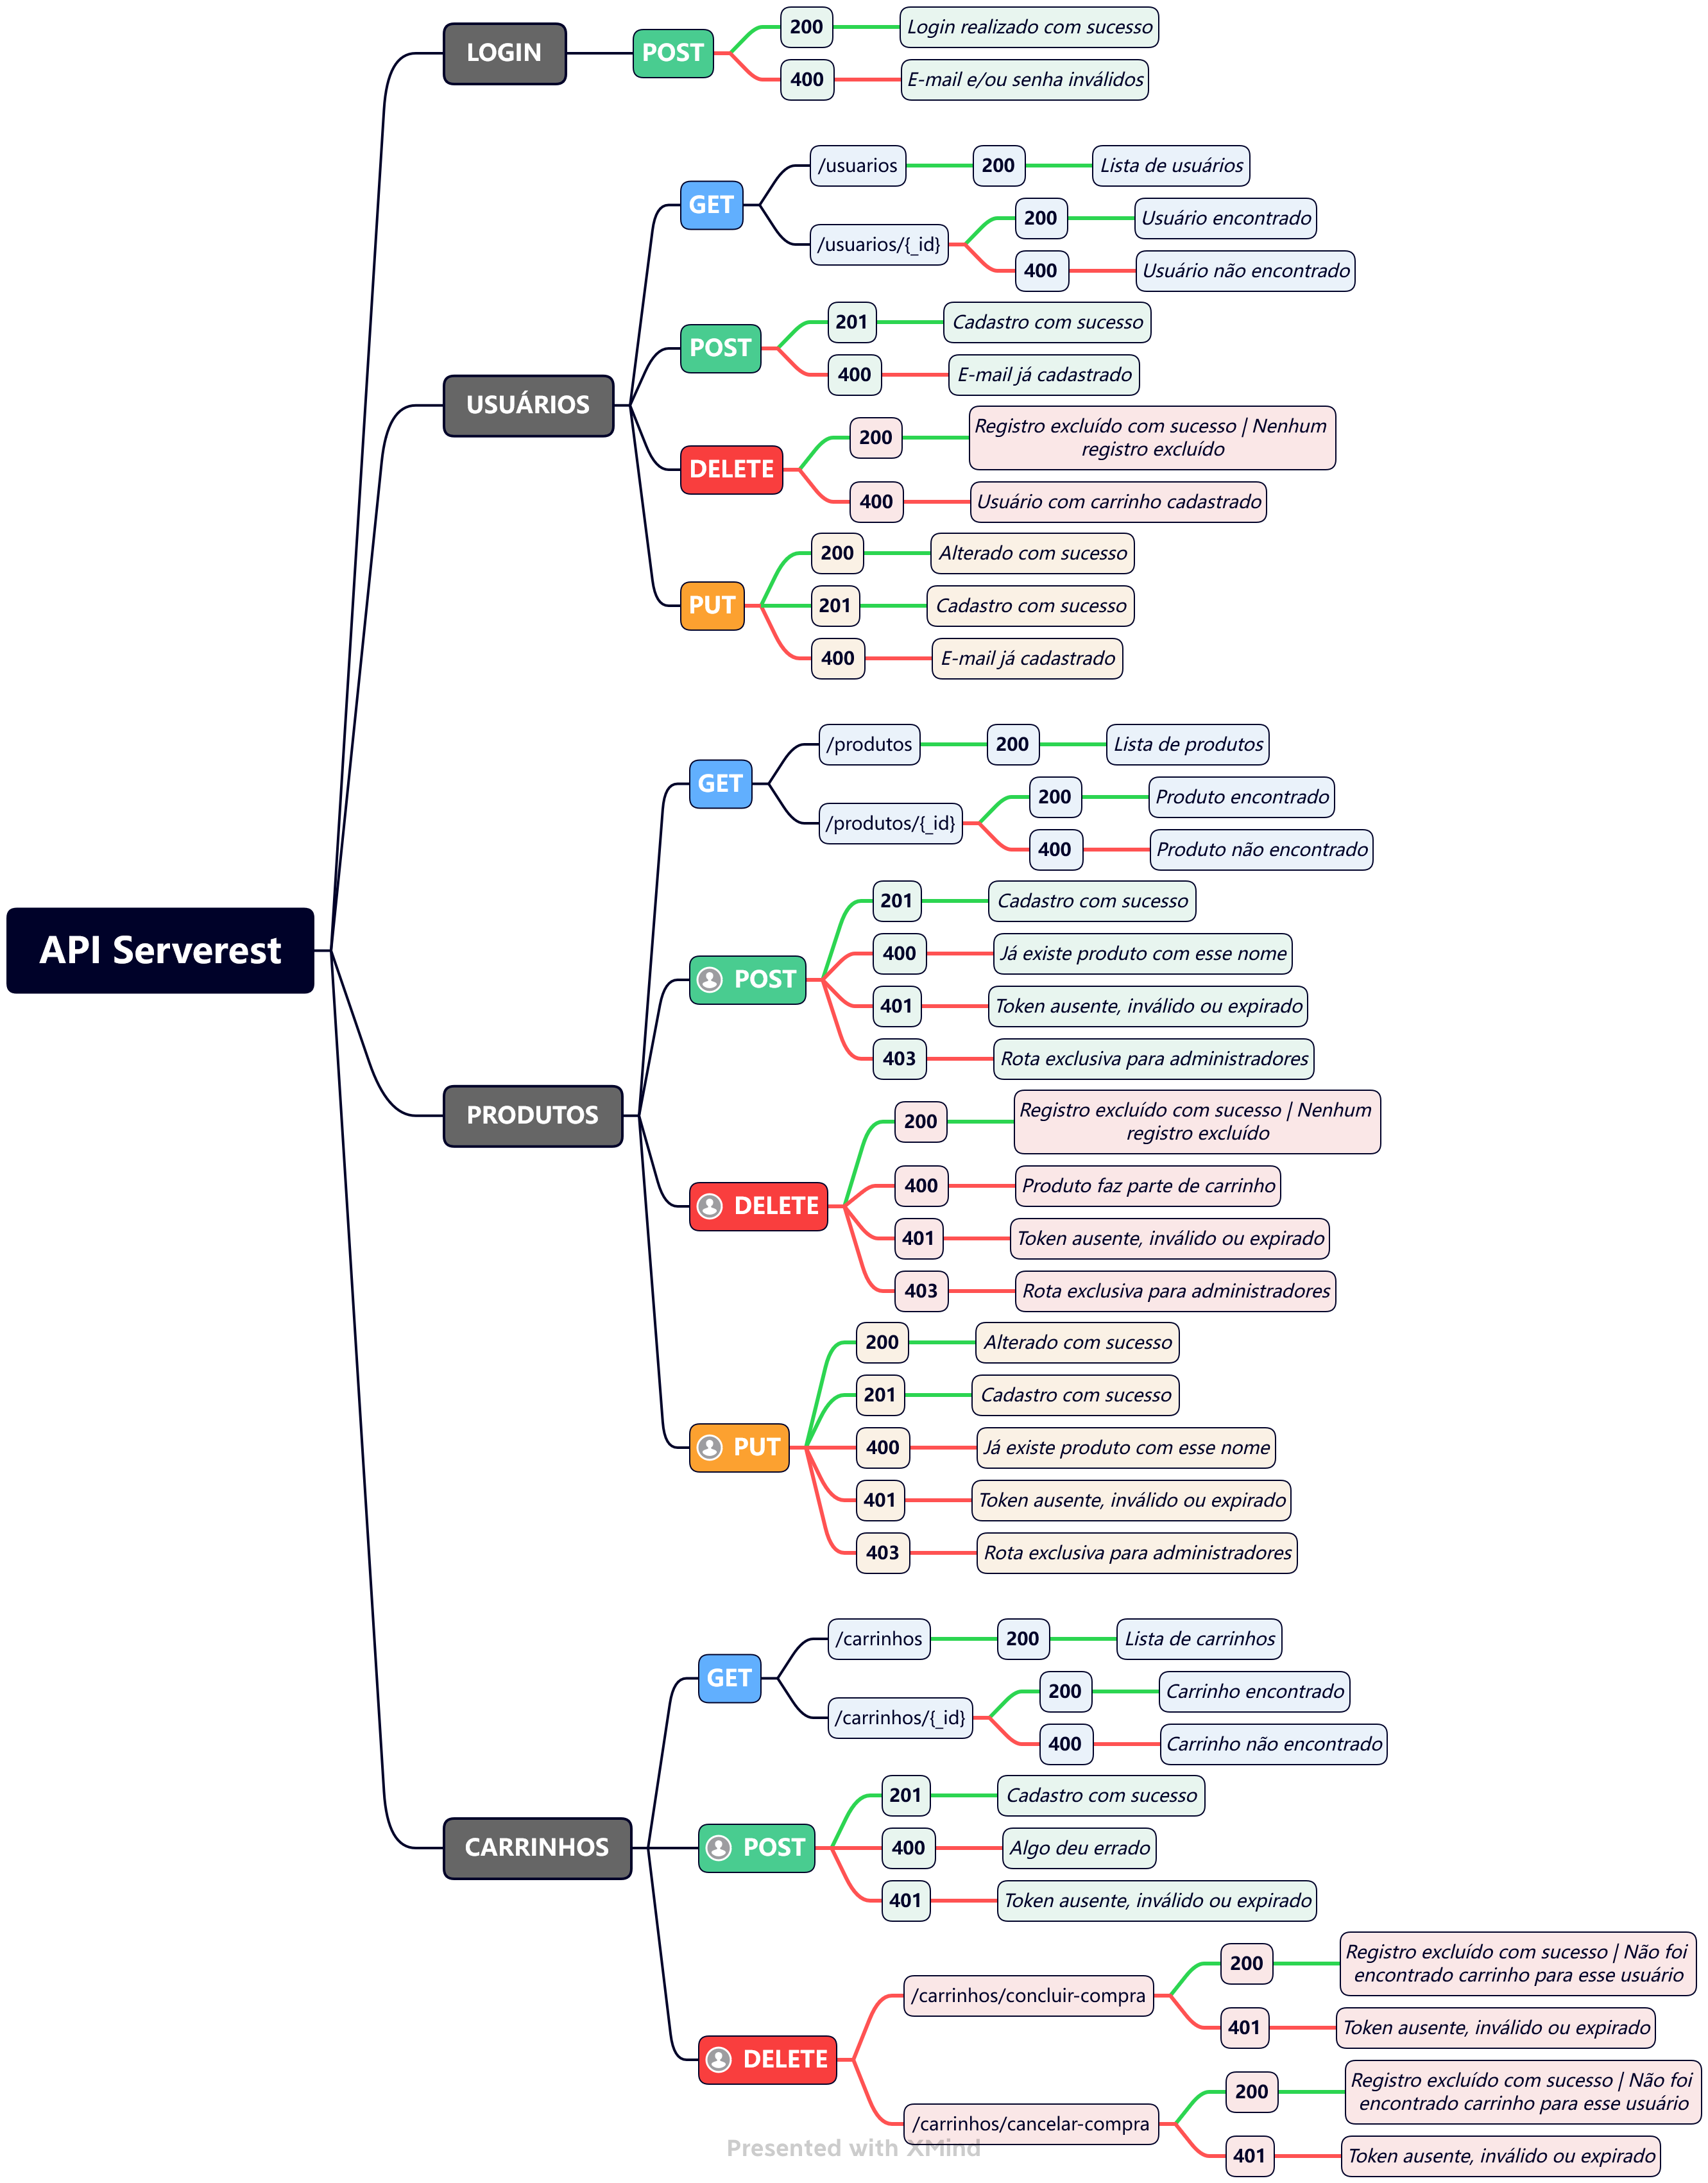 API Serverest
LOGIN
POST
200
Login realizado com sucesso
400
E-mail e/ou senha inválidos
USUÁRIOS
GET
/usuarios
200
Lista de usuários
/usuarios/{_id}
200
Usuário encontrado
400
Usuário não encontrado
POST
201
Cadastro com sucesso
400
E-mail já cadastrado
DELETE
200
Registro excluído com sucesso | Nenhum
registro excluído
400
Usuário com carrinho cadastrado
PUT
200
Alterado com sucesso
201
Cadastro com sucesso
400
E-mail já cadastrado
PRODUTOS
GET
/produtos
200
Lista de produtos
/produtos/{_id}
200
Produto encontrado
400
Produto não encontrado
POST
201
Cadastro com sucesso
400
Já existe produto com esse nome
401
Token ausente, inválido ou expirado
403
Rota exclusiva para administradores
DELETE
200
Registro excluído com sucesso | Nenhum
registro excluído
400
Produto faz parte de carrinho
401
Token ausente, inválido ou expirado
403
Rota exclusiva para administradores
PUT
200
Alterado com sucesso
201
Cadastro com sucesso
400
Já existe produto com esse nome
401
Token ausente, inválido ou expirado
403
Rota exclusiva para administradores
CARRINHOS
GET
/carrinhos
200
Lista de carrinhos
/carrinhos/{_id}
200
Carrinho encontrado
400
Carrinho não encontrado
POST
201
Cadastro com sucesso
400
Algo deu errado
401
Token ausente, inválido ou expirado
DELETE
/carrinhos/concluir-compra
200
Registro excluído com sucesso | Não foi
encontrado carrinho para esse usuário
401
Token ausente, inválido ou expirado
/carrinhos/cancelar-compra
200
Registro excluído com sucesso | Não foi
encontrado carrinho para esse usuário
401
Token ausente, inválido ou expirado
Presented with XMind